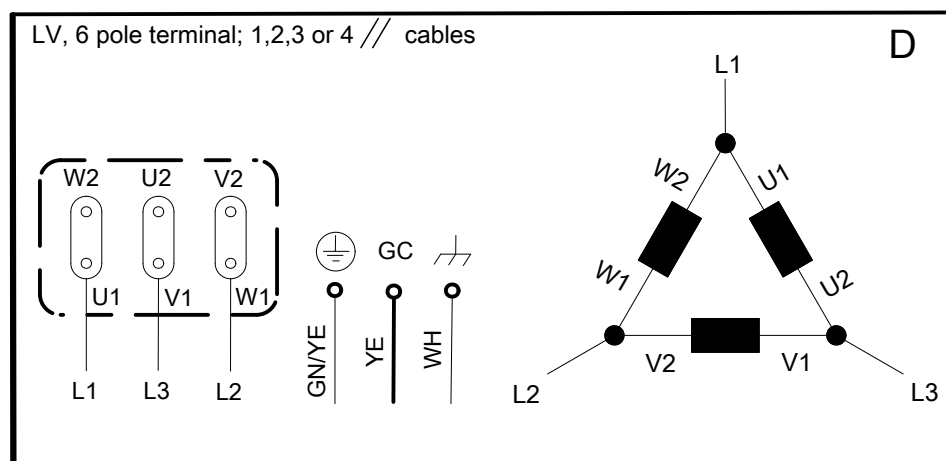 LV, 6 pole terminal; 1,2,3 or 4 // cables
D
W2 U2 V2
U1 V1 W1
L1 L3 L2
GC
GN/YE YE WH
L1
W2 U1
W1 U2
V2 V1
L2 L3